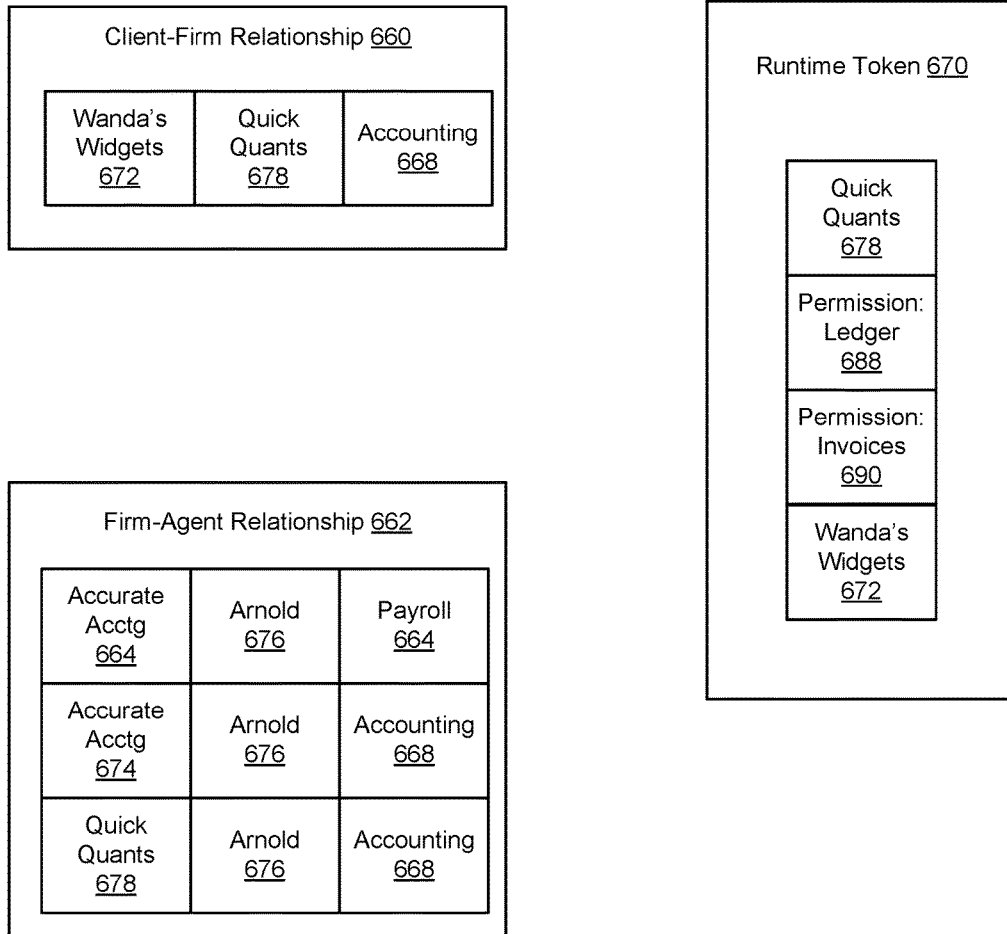 Client-Firm Relationship 660
Wanda's
Widgets
672
Quick
Quants
678
Accounting
668
Runtime Token 670
Quick
Quants
678
Permission:
Ledger
688
Permission:
Invoices
690
Wanda's
Widgets
672
Firm-Agent Relationship 662
Accurate
Acctg
664
Arnold
676
Payroll
664
Accurate
Acctg
674
Arnold
676
Accounting
668
Quick
Quants
678
Arnold
676
Accounting
668